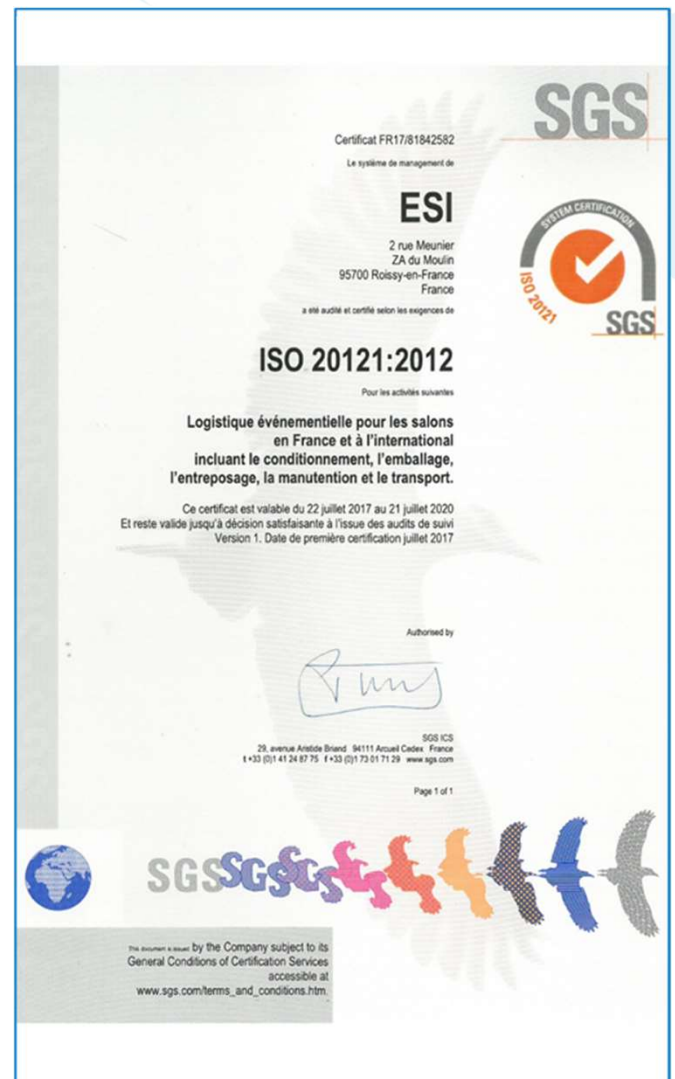 SGS
Certificat FR17/81842582
Le système de management de
ESI
2 rue Meunier
ZA du Moulin
95700 Roissy-en-France
France
a été audité et certifié selon les exigences de
SYSTEM CERTIFICATION
ISO 20121
SGS
ISO 20121:2012
Pour les activités suivantes
Logistique événementielle pour les salons
en France et à l'international
incluant le conditionnement, l'emballage,
l'entreposage, la manutention et le transport.
Ce certificat est valable du 22 juillet 2017 au 21 juillet 2020
Et reste valide jusqu'à décision satisfaisante à l'issue des audits de suivi
Version 1. Date de première certification juillet 2017
Authorised by
SGS ICS
29, avenue Aristide Briand 94111 Arcueil Cedex France
t +33 (0)1 41 24 87 75 f +33 (0)1 73 01 71 29 www.sgs.com
Page 1 of 1
SGSSGSSGS
This document is issued by the Company subject to its
General Conditions of Certification Services
accessible at
www.sgs.com/terms_and_conditions.htm.